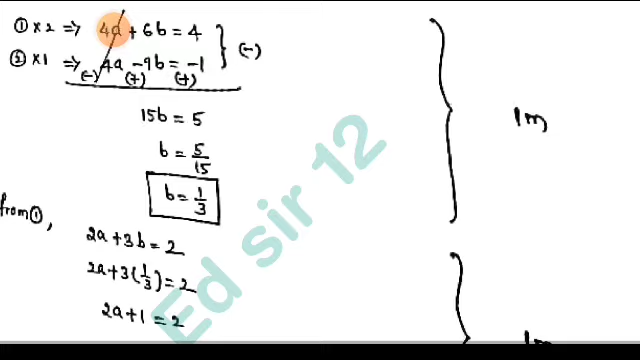 ① × 2 ⇒ 4a + 6b = 4
② × 1 ⇒ 4a - 9b = -1 } (-)
(-) (+) (+)
15b = 5
b = 5/15
b = 1/3
1m
from ①,
2a + 3b = 2
2a + 3(1/3) = 2
2a + 1 = 2
1m
Ed sir 12